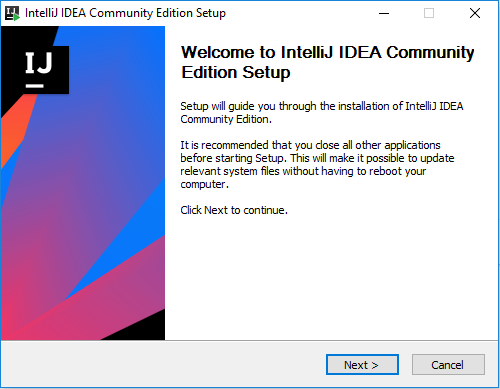 IntelliJ IDEA Community Edition Setup
IJ
Welcome to IntelliJ IDEA Community
Edition Setup
Setup will guide you through the installation of IntelliJ IDEA
Community Edition.
It is recommended that you close all other applications
before starting Setup. This will make it possible to update
relevant system files without having to reboot your
computer.
Click Next to continue.
Next >
Cancel